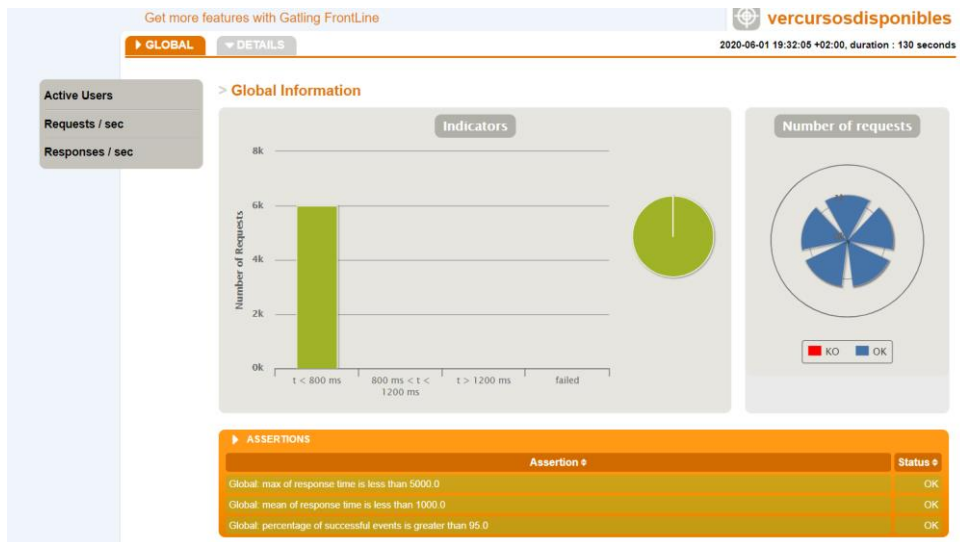 Get more features with Gatling FrontLine
vercursosdisponibles
GLOBAL
DETAILS
2020-06-01 19:32:05 +02:00, duration : 130 seconds
Active Users
Requests / sec
Responses / sec
> Global Information
Indicators
Number of Requests
8k
6k
4k
2k
0k
t < 800 ms
800 ms < t <
1200 ms
t > 1200 ms
failed
Number of requests
KO
OK
ASSERTIONS
Assertion
Status
Global: max of response time is less than 5000.0
OK
Global: mean of response time is less than 1000.0
OK
Global: percentage of successful events is greater than 95.0
OK